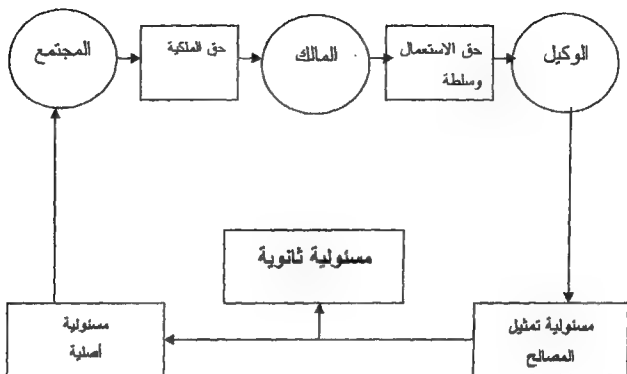 المجتمع
حق الملكية
المالك
حق الاستعمال
وسلطة
الوكيل
مسئولية ثانوية
مسئولية
أصلية
مسئولية تمثيل
المصالح